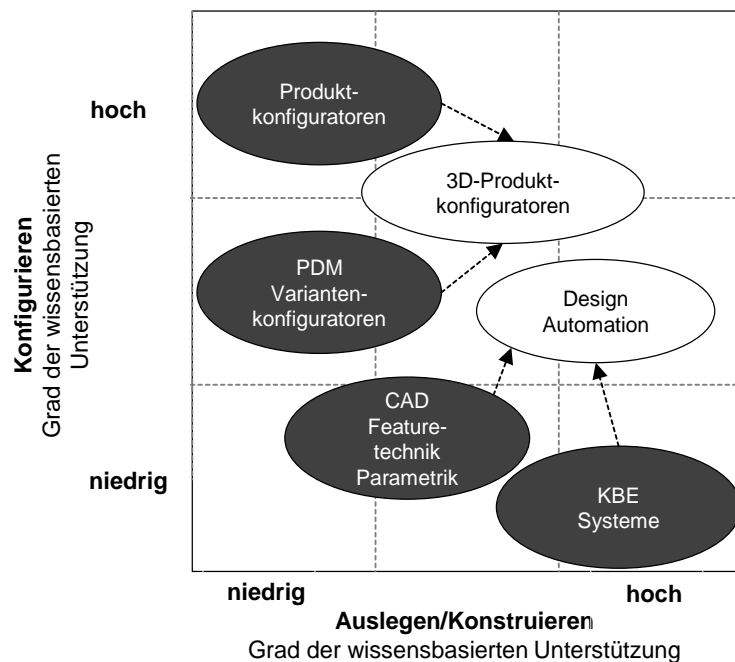 Produkt-
konfiguratoren
hoch
3D-Produkt-
konfiguratoren
Konfigurieren
Grad der wissensbasierten
Unterstützung
PDM
Varianten-
konfiguratoren
Design
Automation
CAD
Feature-
technik
Parametrik
niedrig
KBE
Systeme
niedrig
hoch
Auslegen/Konstruieren
Grad der wissensbasierten Unterstützung